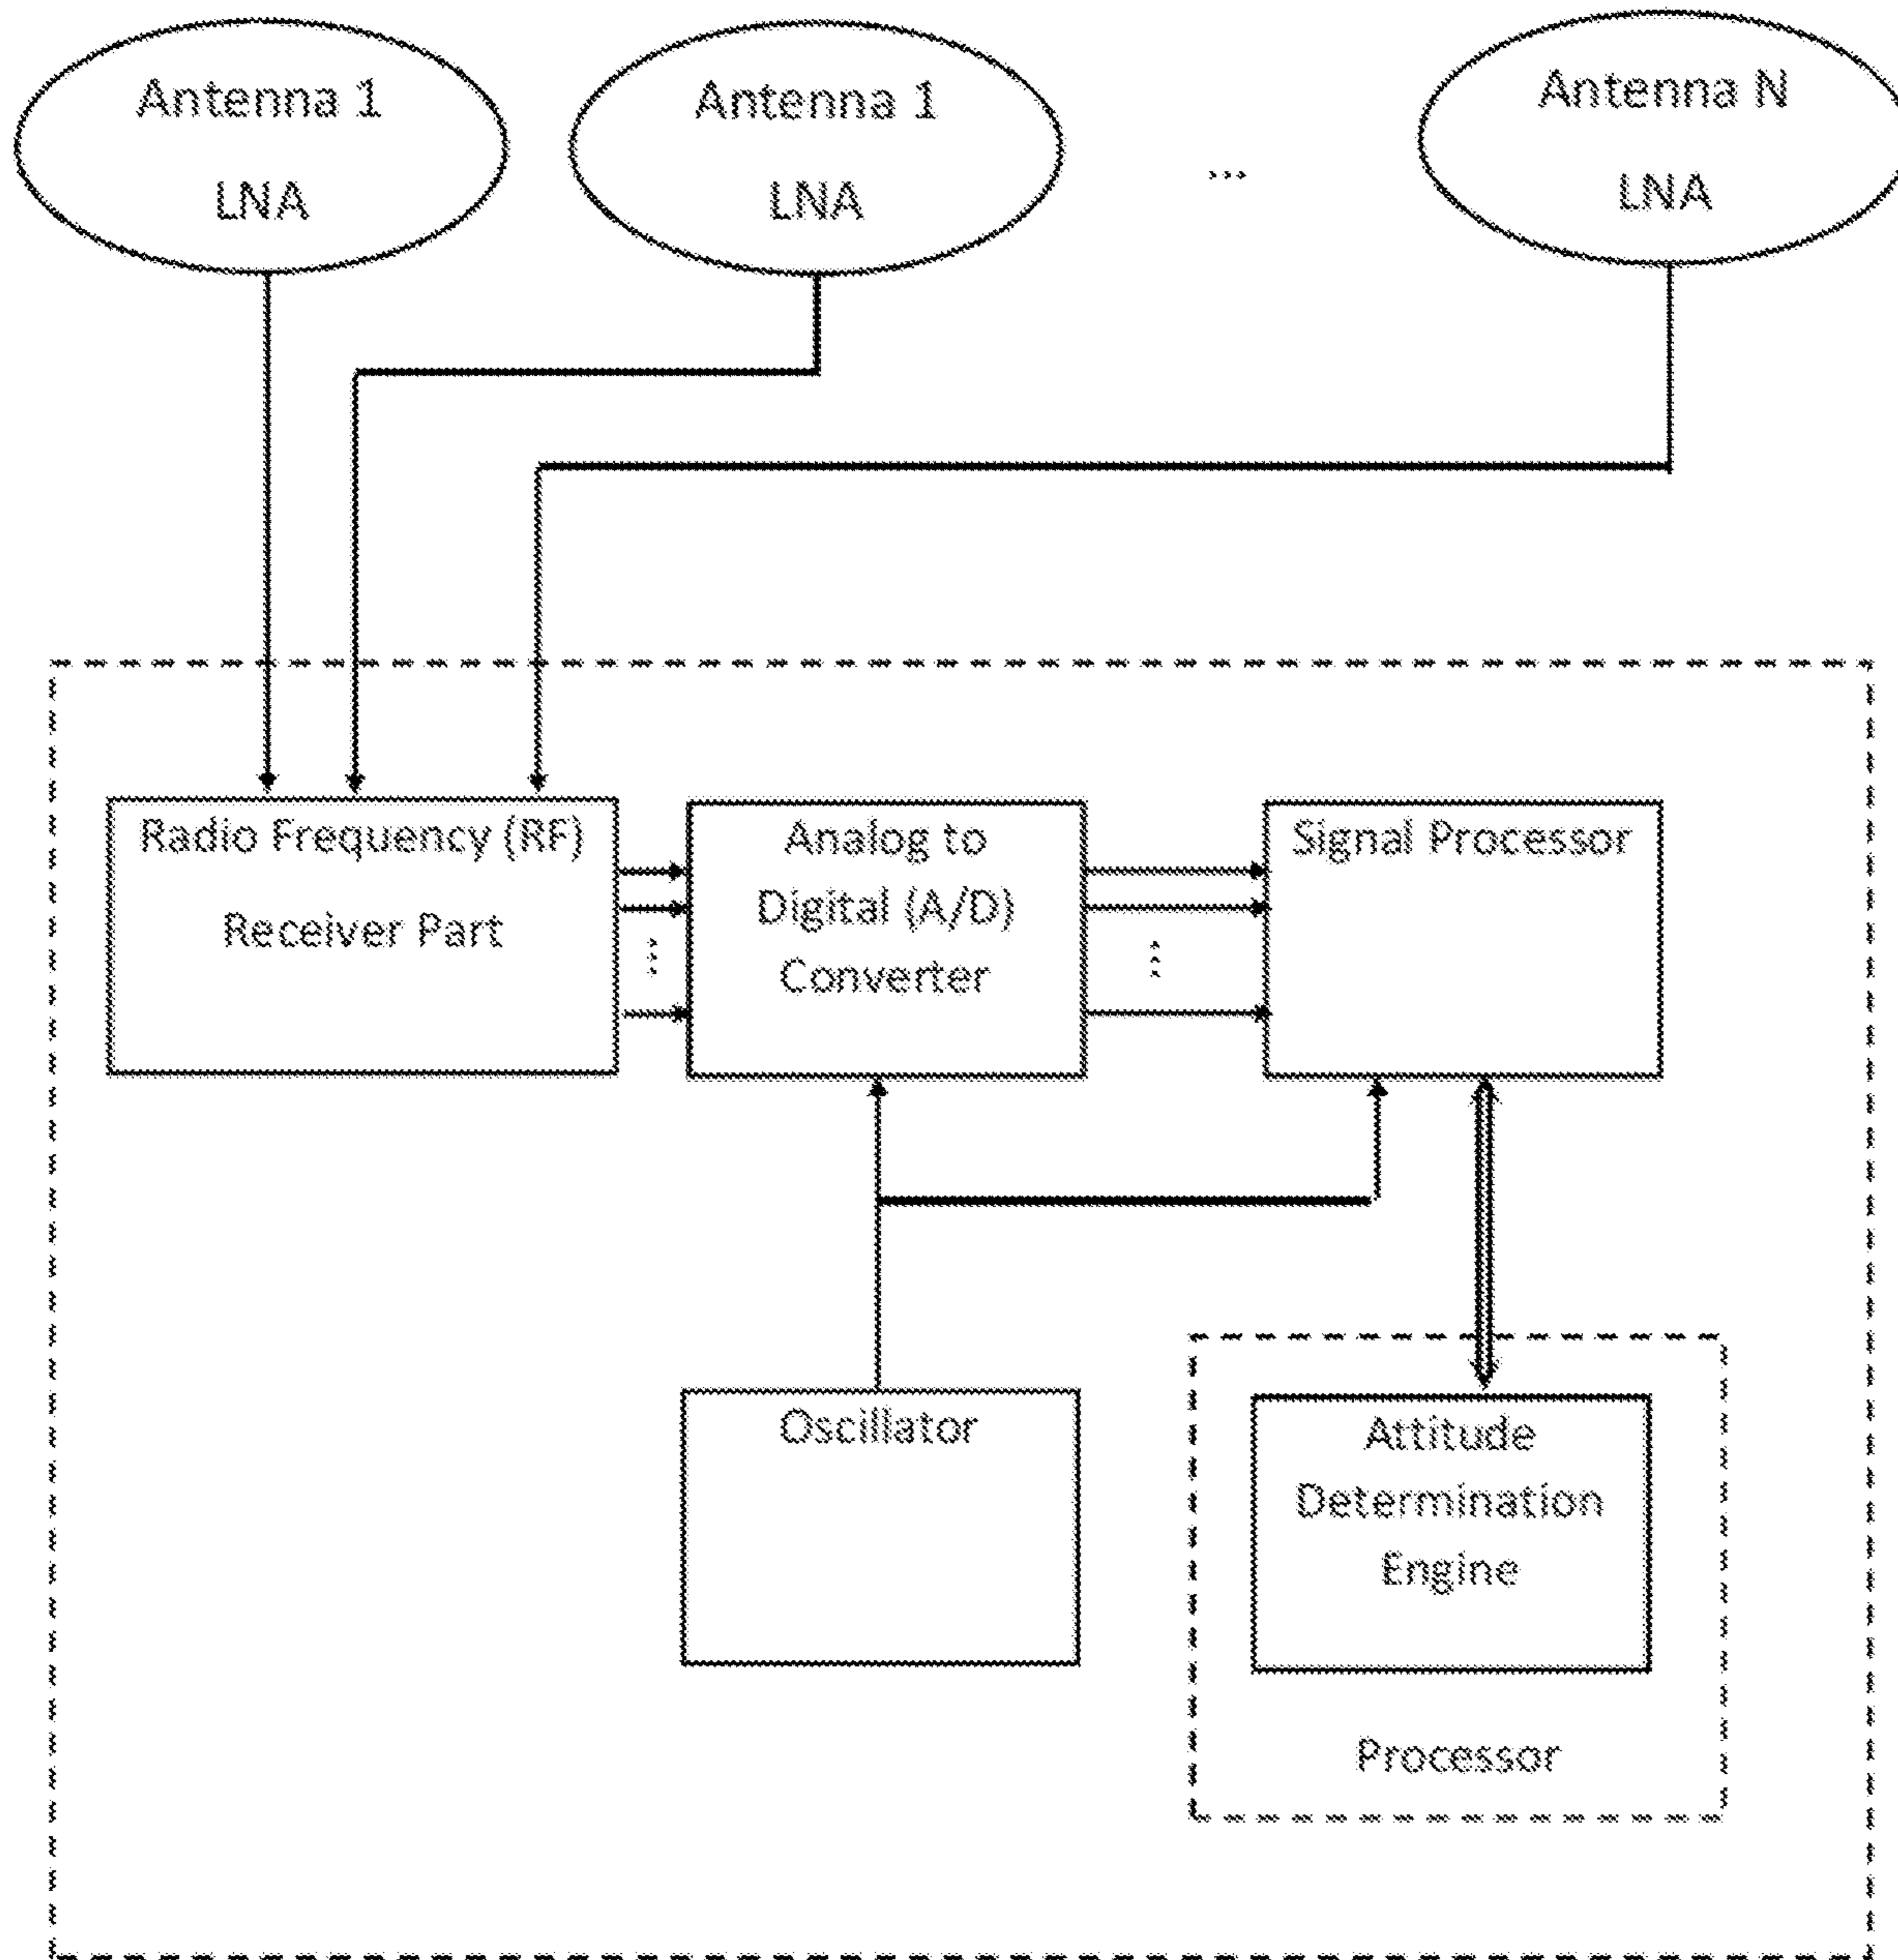 Antenna 1
LNA
Antenna 1
LNA
...
Antenna N
LNA
Radio Frequency (RF)
Receiver Part
...
Analog to
Digital (A/D)
Converter
...
Signal Processor
Oscillator
Attitude
Determination
Engine
Processor